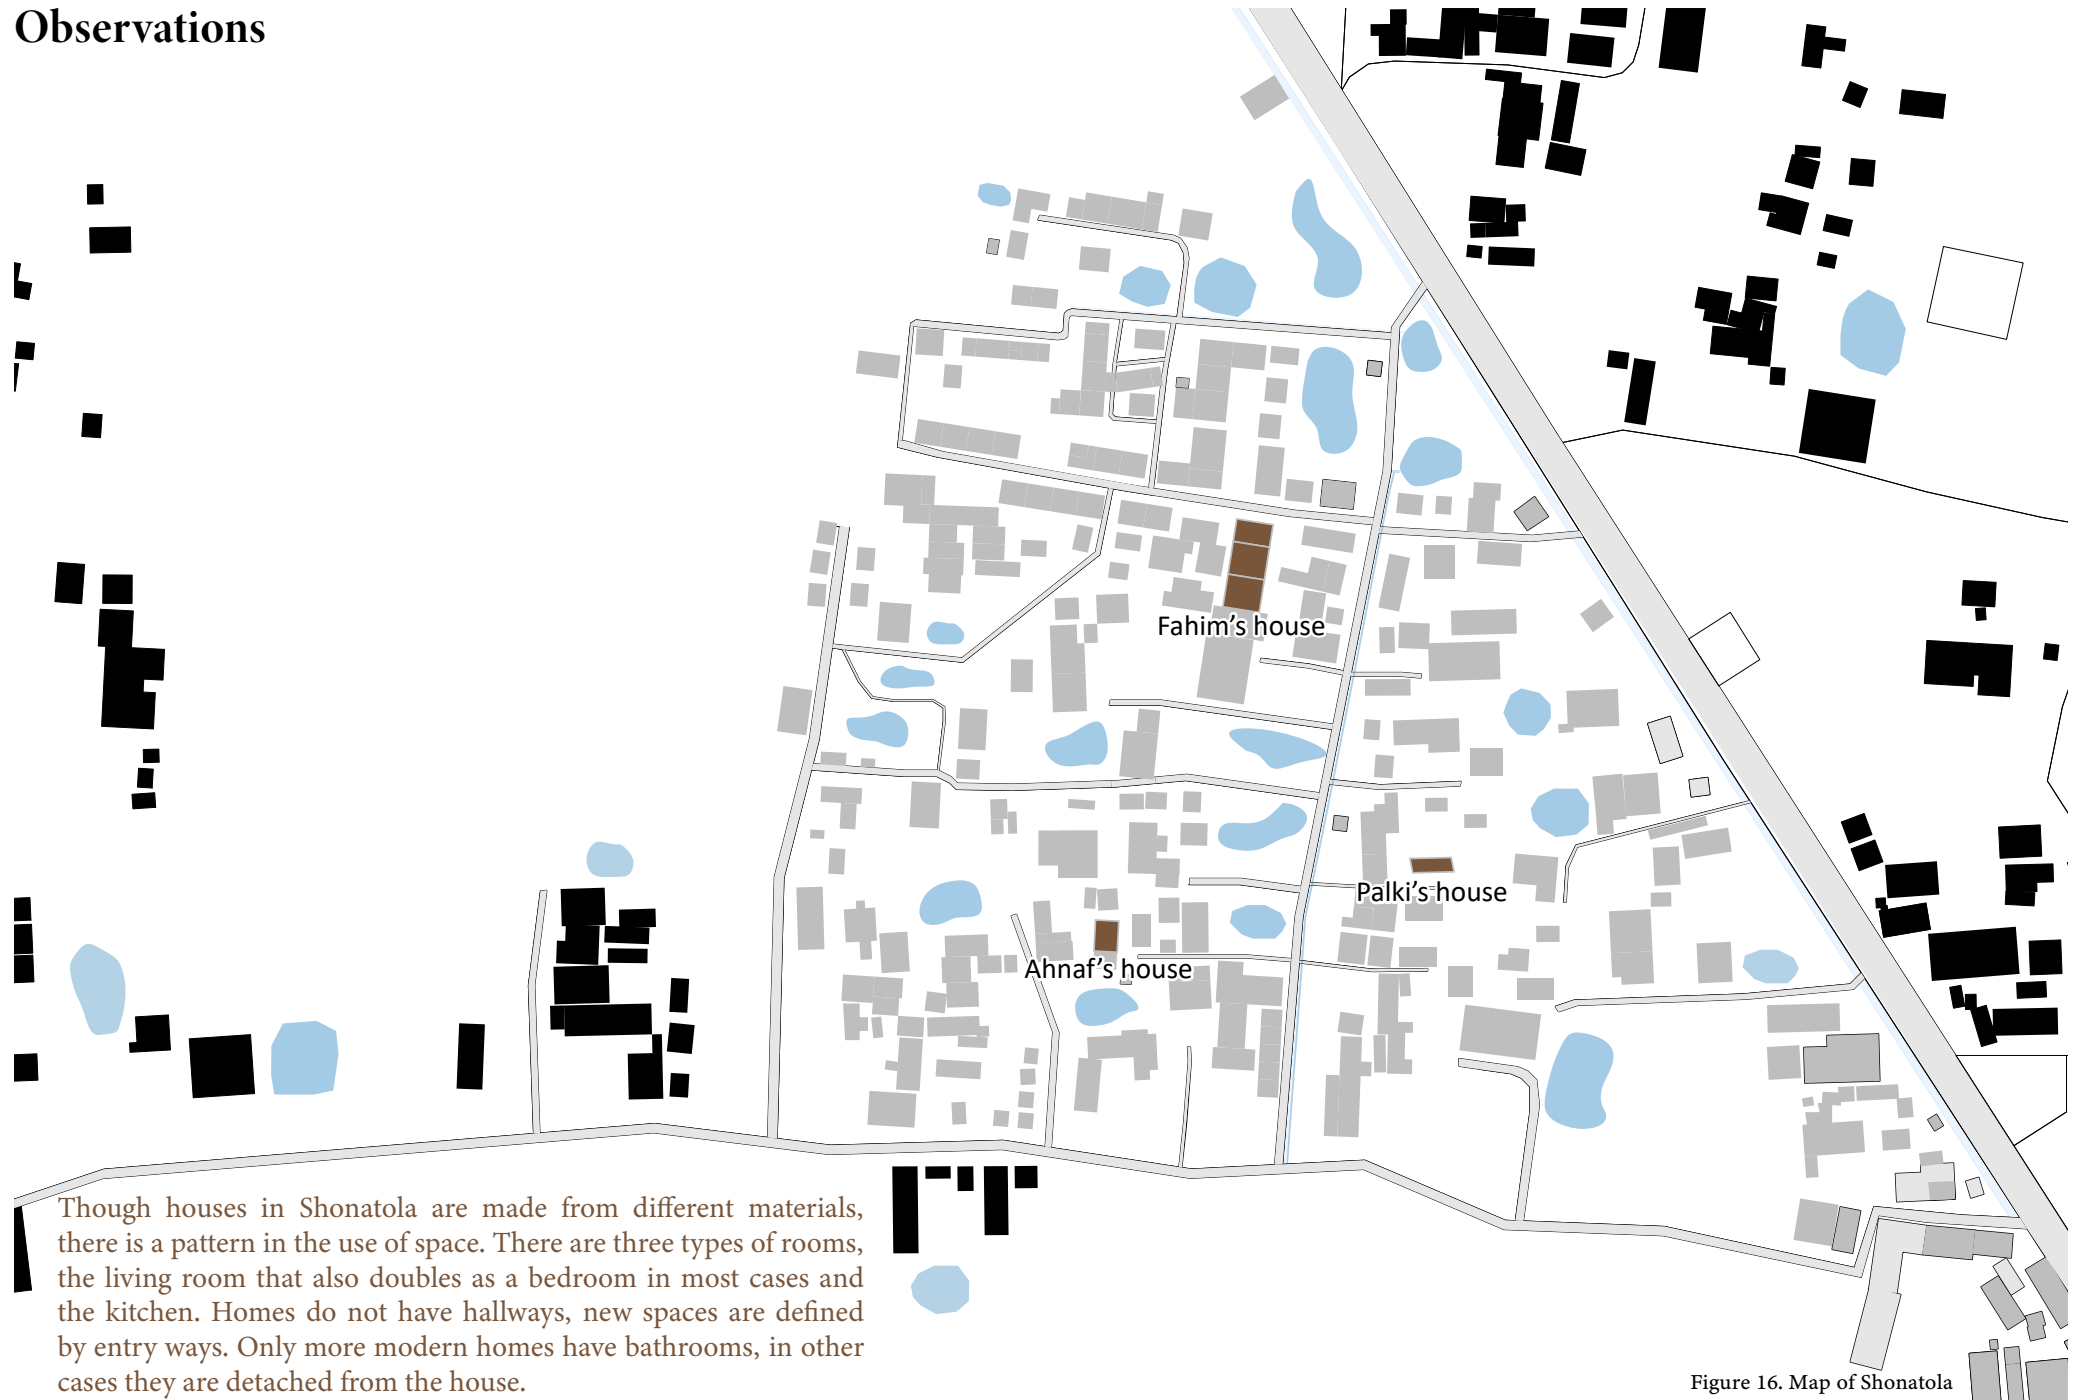 Observations
Fahim's house
Palki's house
Ahnaf's house
Though houses in Shonatola are made from different materials,
there is a pattern in the use of space. There are three types of rooms,
the living room that also doubles as a bedroom in most cases and
the kitchen. Homes do not have hallways, new spaces are defined
by entry ways. Only more modern homes have bathrooms, in other
cases they are detached from the house.
Figure 16. Map of Shonatola